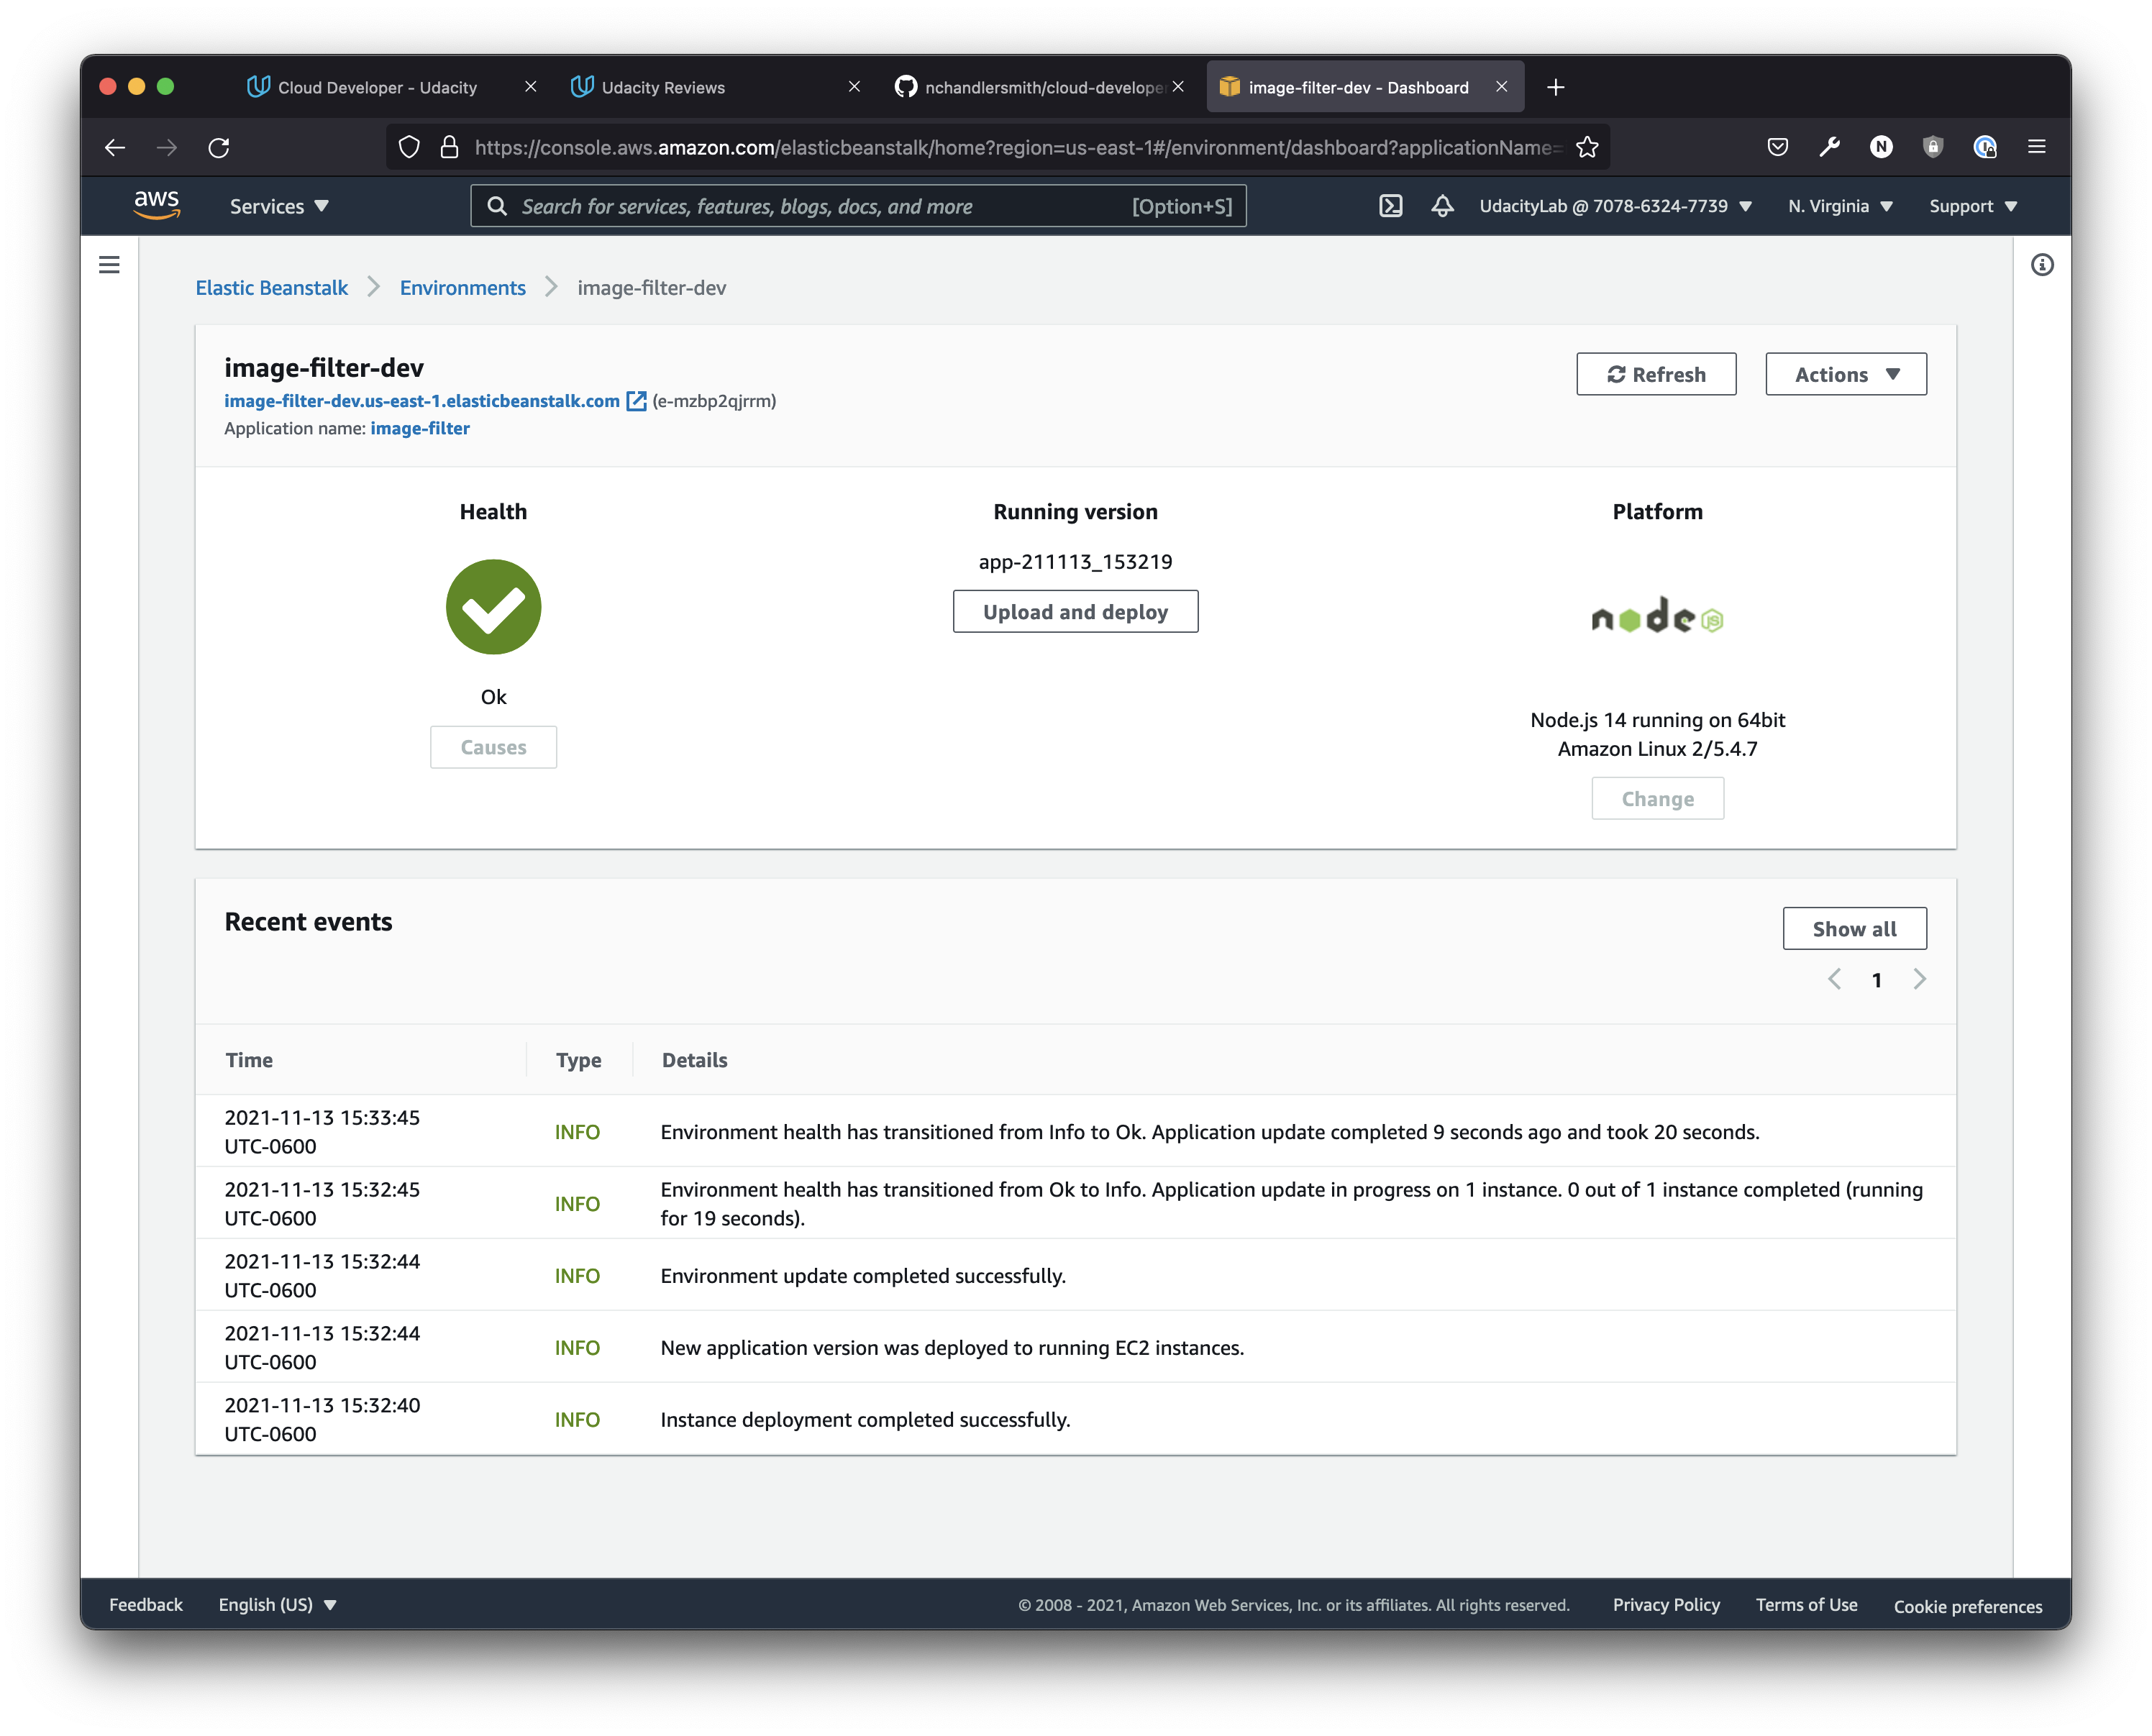 Cloud Developer - Udacity
Udacity Reviews
nchandlersmith/cloud-develope
image-filter-dev - Dashboard
https://console.aws.amazon.com/elasticbeanstalk/home?region=us-east-1#/environment/dashboard?applicationName=
N
aws
Services
Search for services, features, blogs, docs, and more
[Option+S]
UdacityLab @ 7078-6324-7739
N. Virginia
Support
Elastic Beanstalk
Environments
image-filter-dev
image-filter-dev
image-filter-dev.us-east-1.elasticbeanstalk.com (e-mzbp2qjrrm)
Application name: image-filter
Refresh
Actions
Health
Ok
Causes
Running version
app-211113_153219
Upload and deploy
Platform
node JS
Node.js 14 running on 64bit
Amazon Linux 2/5.4.7
Change
Recent events
Show all
1
Time
Type
Details
2021-11-13 15:33:45
UTC-0600
INFO
Environment health has transitioned from Info to Ok. Application update completed 9 seconds ago and took 20 seconds.
2021-11-13 15:32:45
UTC-0600
INFO
Environment health has transitioned from Ok to Info. Application update in progress on 1 instance. 0 out of 1 instance completed (running
for 19 seconds).
2021-11-13 15:32:44
UTC-0600
INFO
Environment update completed successfully.
2021-11-13 15:32:44
UTC-0600
INFO
New application version was deployed to running EC2 instances.
2021-11-13 15:32:40
UTC-0600
INFO
Instance deployment completed successfully.
Feedback
English (US)
© 2008 - 2021, Amazon Web Services, Inc. or its affiliates. All rights reserved.
Privacy Policy
Terms of Use
Cookie preferences